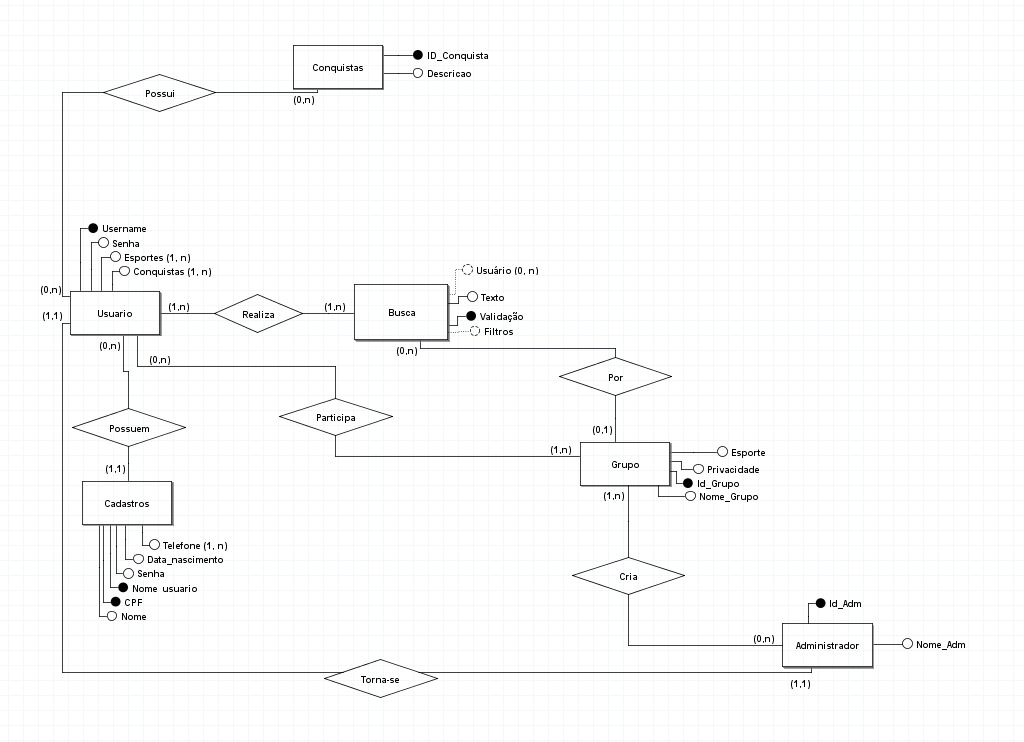 ID_Conquista
Conquistas
Descricao
Possui
(0,n)
Username
Senha
Esportes (1, n)
Conquistas (1, n)
Usuário (0, n)
(0,n)
Texto
(1,n)
(1,n)
Usuario
Realiza
Busca
(1,1)
Validação
Filtros
(0,n)
(0,n)
(0,n)
Por
Participa
Possuem
(0,1)
(1,n)
Esporte
Grupo
(1,1)
Privacidade
Id_Grupo
(1,n)
Nome_Grupo
Cadastros
Telefone (1, n)
Data_nascimento
Senha
Cria
Nome usuario
CPF
Id_Adm
Nome
(0,n)
Administrador
Nome_Adm
Torna-se
(1,1)